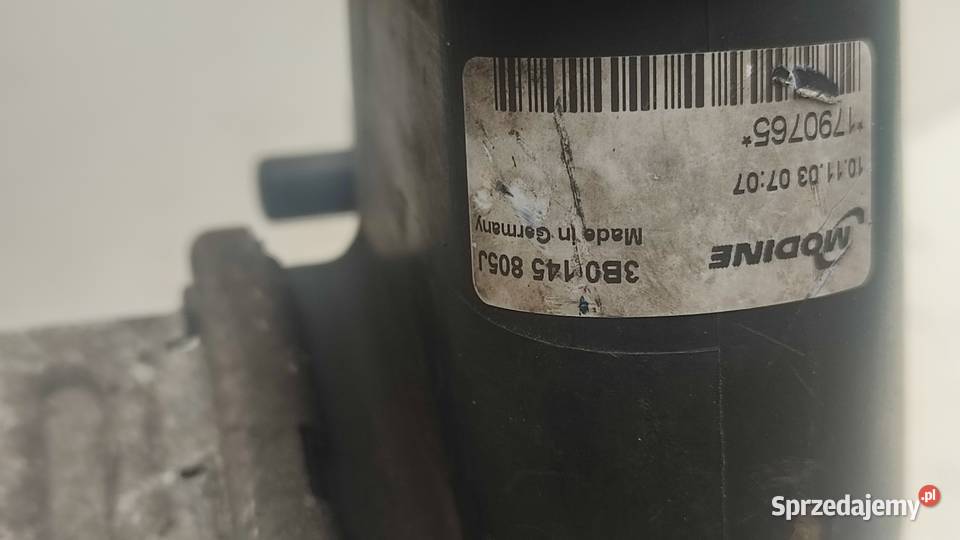 MODINE
3B0 145 805J
Made in Germany
10.11.03 07:07
*1790765*
Sprzedajemy.pl